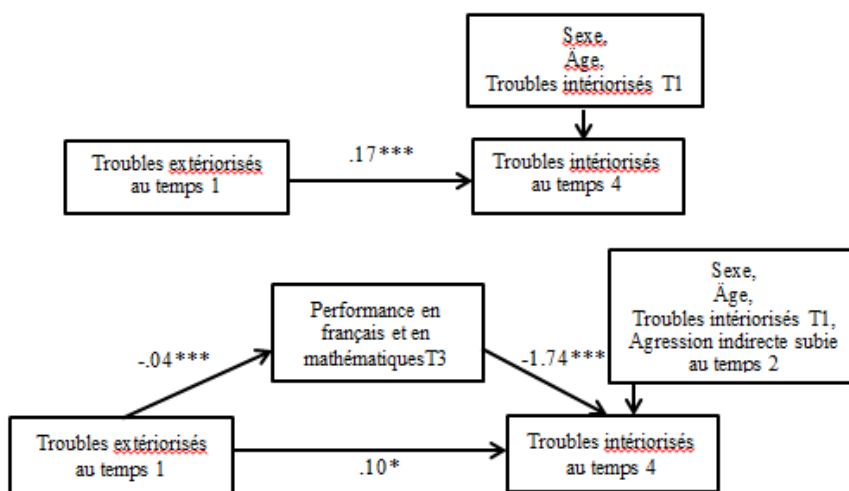 Sexe,
Äge,
Troubles intériorisés T1
.17***
Troubles extériorisés
au temps 1
Troubles intériorisés
au temps 4
Sexe,
Äge,
Troubles intériorisés T1,
Agression indirecte subie
au temps 2
Performance en
français et en
mathématiquesT3
-.04***
-1.74***
Troubles extériorisés
au temps 1
.10*
Troubles intériorisés
au temps 4